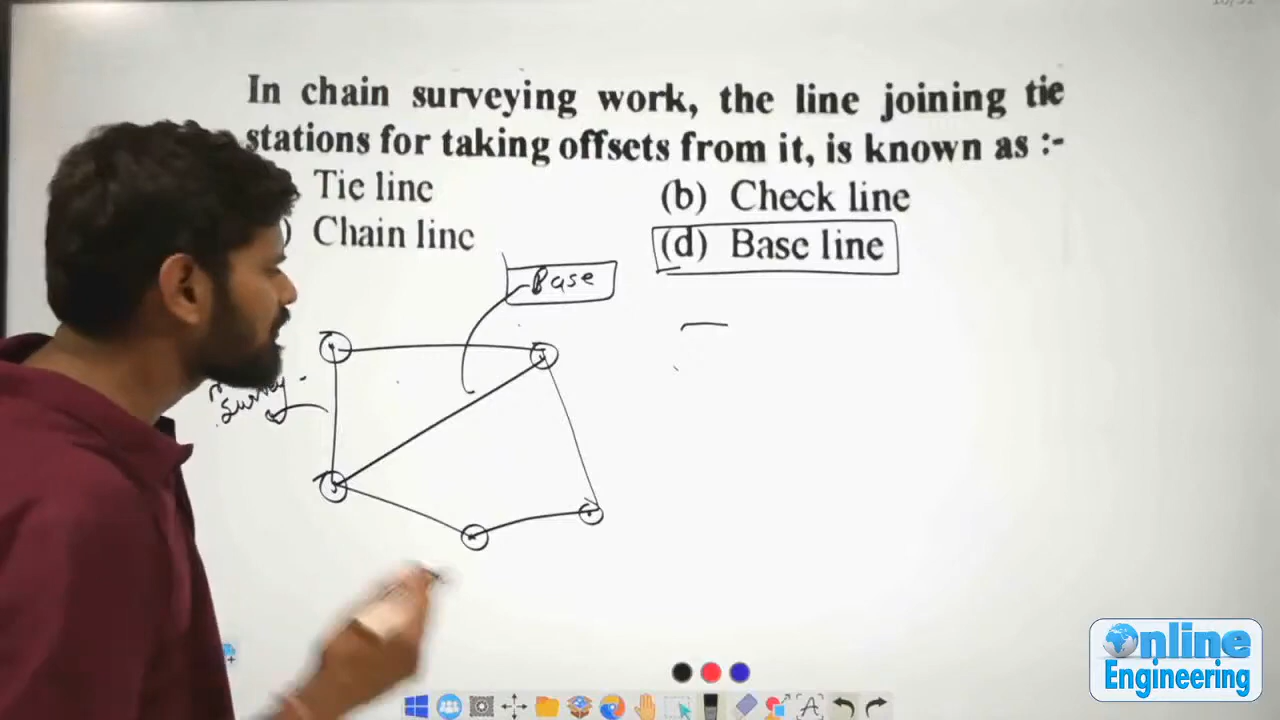 In chain surveying work, the line joining tie
stations for taking offsets from it, is known as :-
Tie line
(b) Check line
) Chain line
(d) Base line
Base
Survey
Online
Engineering